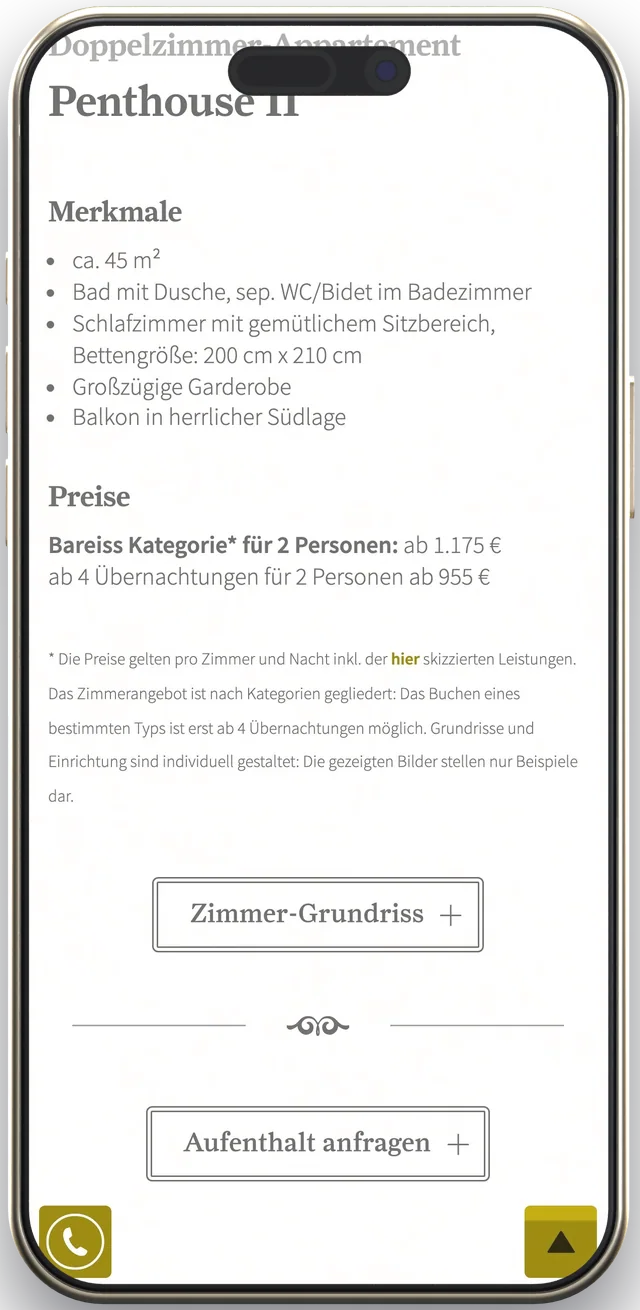 Doppelzimmer-Appartement
Penthouse II
Merkmale
• ca. 45 m²
• Bad mit Dusche, sep. WC/Bidet im Badezimmer
• Schlafzimmer mit gemütlichem Sitzbereich,
Bettengröße: 200 cm x 210 cm
• Großzügige Garderobe
• Balkon in herrlicher Südlage
Preise
Bareiss Kategorie* für 2 Personen: ab 1.175 €
ab 4 Übernachtungen für 2 Personen ab 955 €
* Die Preise gelten pro Zimmer und Nacht inkl. der hier skizzierten Leistungen.
Das Zimmerangebot ist nach Kategorien gegliedert: Das Buchen eines
bestimmten Typs ist erst ab 4 Übernachtungen möglich. Grundrisse und
Einrichtung sind individuell gestaltet: Die gezeigten Bilder stellen nur Beispiele
dar.
Zimmer-Grundriss +
Aufenthalt anfragen +